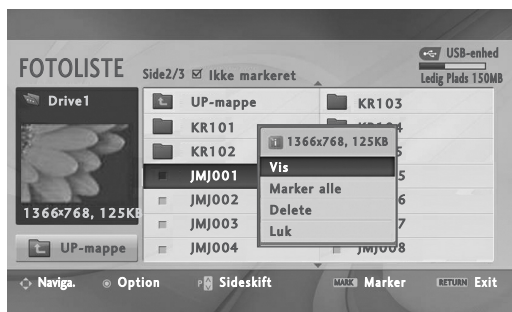 USB-enhed
FOTOLISTE
Side2/3 Ikke markeret
Ledig Plads 150MB
Drive1
1366x768, 125KB
UP-mappe
UP-mappe
KR101
KR102
JMJ001
JMJ002
JMJ003
JMJ004
KR103
1366x768, 125KB
Vis
Marker alle
Delete
Luk
JMJ008
Naviga.
Option
P Sideskift
MARK Marker
RETURN Exit